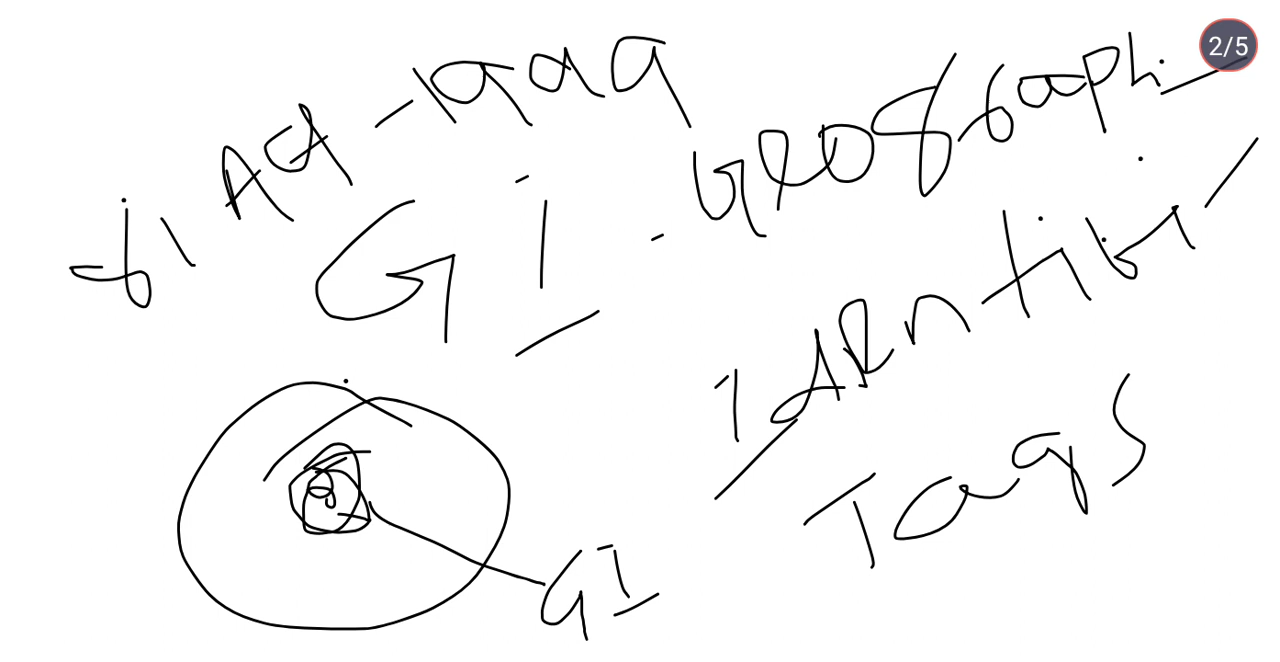 GI Act - 1999
GI - Geographi
Identifi
Tags
GI
2/5